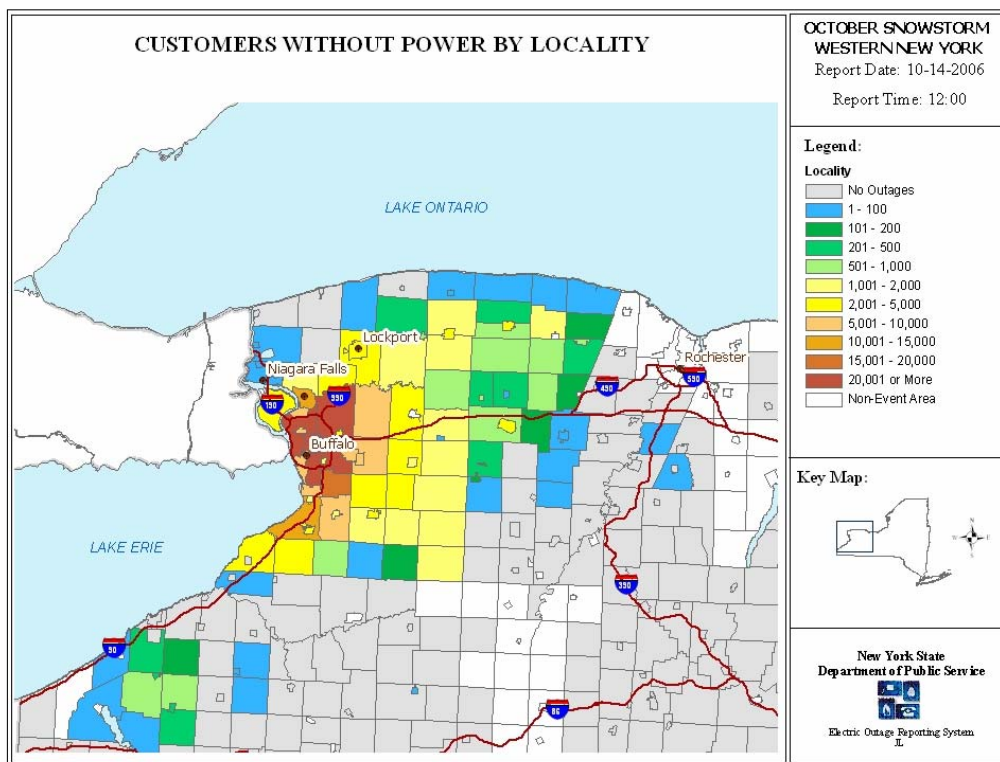 CUSTOMERS WITHOUT POWER BY LOCALITY
OCTOBER SNOWSTORM
WESTERN NEW YORK
Report Date: 10-14-2006
Report Time: 12:00
Legend:
Locality
No Outages
1 - 100
101 - 200
201 - 500
501 - 1,000
1,001 - 2,000
2,001 - 5,000
5,001 - 10,000
10,001 - 15,000
15,001 - 20,000
20,001 or More
Non-Event Area
LAKE ONTARIO
Lockport
Rochester
Niagara Falls
590
490
990
190
Buffalo
LAKE ERIE
390
90
86
Key Map:
N
W
E
S
New York State
Department of Public Service
Electric Outage Reporting System
JL